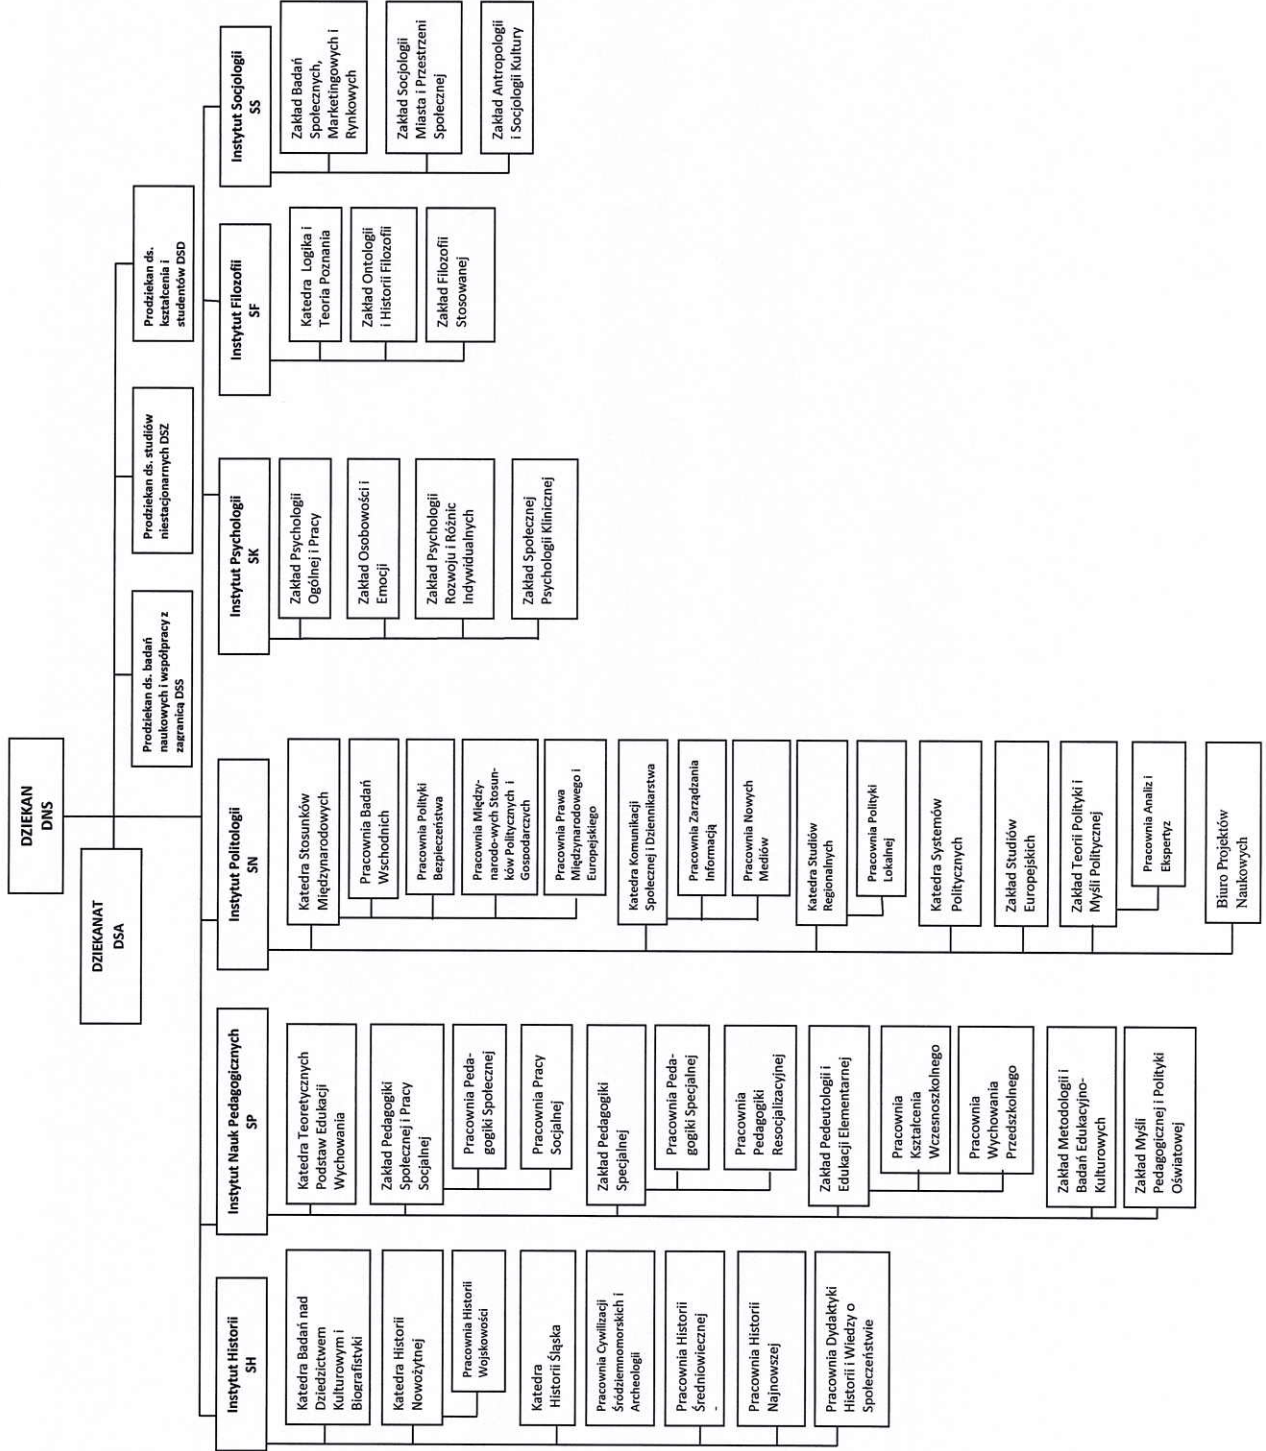 DZIEKAN
DNS
DZIEKANAT
DSA
Prodziekan ds. badań
naukowych i współpracy z
zagranicą DSS
Prodziekan ds. studiów
niestacjonarnych DSZ
Prodziekan ds.
kształcenia i
studentów DSD
Instytut Historii
SH
Katedra Badań nad
Dziedzictwem
Kulturowym i
Biografistyki
Katedra Historii
Nowożytnej
Pracownia Historii
Wojskowości
Katedra
Historii Śląska
Pracownia Cywilizacji
Śródziemnomorskich i
Archeologii
Pracownia Historii
Średniowiecznej
-
Pracownia Historii
Najnowszej
Pracownia Dydaktyki
Historii i Wiedzy o
Społeczeństwie
Instytut Nauk Pedagogicznych
SP
Katedra Teoretycznych
Podstaw Edukacji
Wychowania
Zakład Pedagogiki
Społecznej i Pracy
Socjalnej
Pracownia Peda-
gogiki Społecznej
Pracownia Pracy
Socjalnej
Zakład Pedagogiki
Specjalnej
Pracownia Peda-
gogiki Specjalnej
Pracownia
Pedagogiki
Resocjalizacyjnej
Zakład Pedeutologii i
Edukacji Elementarnej
Pracownia
Kształcenia
Wczesnoszkolnego
Pracownia
Wychowania
Przedszkolnego
Zakład Metodologii i
Badań Edukacyjno-
Kulturowych
Zakład Myśli
Pedagogicznej i Polityki
Oświatowej
Instytut Politologii
SN
Katedra Stosunków
Międzynarodowych
Pracownia Badań
Wschodnich
Pracownia Polityki
Bezpieczeństwa
Pracownia Między-
narodo-wych Stosun-
ków Politycznych i
Gospodarczych
Pracownia Prawa
Międzynarodowego i
Europejskiego
Katedra Komunikacji
Społecznej i Dziennikarstwa
Pracownia Zarządzania
Informacją
Pracownia Nowych
Mediów
Katedra Studiów
Regionalnych
Pracownia Polityki
Lokalnej
Katedra Systemów
Politycznych
Zakład Studiów
Europejskich
Zakład Teorii Polityki i
Myśli Politycznej
Pracownia Analiz i
Ekspertyz
Biuro Projektów
Naukowych
Instytut Psychologii
SK
Zakład Psychologii
Ogólnej i Pracy
Zakład Osobowości i
Emocji
Zakład Psychologii
Rozwoju i Różnic
Indywidualnych
Zakład Społecznej
Psychologii Klinicznej
Instytut Filozofii
SF
Katedra Logika i
Teoria Poznania
Zakład Ontologii
i Historii Filozofii
Zakład Filozofii
Stosowanej
Instytut Socjologii
SS
Zakład Badań
Społecznych,
Marketingowych i
Rynkowych
Zakład Socjologii
Miasta i Przestrzeni
Społecznej
Zakład Antropologii
i Socjologii Kultury